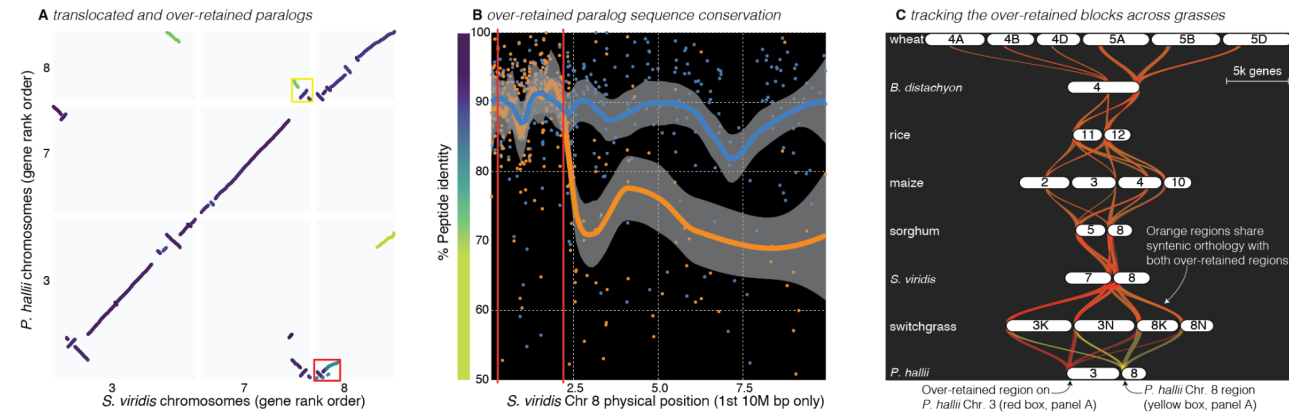 A translocated and over-retained paralogs
P. hallii chromosomes (gene rank order)
8
7
3
3 7 8
S. viridis chromosomes (gene rank order)
B over-retained paralog sequence conservation
% Peptide identity
100
90
80
70
60
50
2.5 5.0 7.5
S. viridis Chr 8 physical position (1st 10M bp only)
C tracking the over-retained blocks across grasses
wheat 4A 4B 4D 5A 5B 5D
5k genes
B. distachyon 4
rice 11 12
maize 2 3 4 10
sorghum 5 8
Orange regions share
syntenic orthology with
both over-retained regions
S. viridis 7 8
switchgrass 3K 3N 8K 8N
P. hallii 3 8
Over-retained region on
P. hallii Chr. 3 (red box, panel A)
P. hallii Chr. 8 region
(yellow box, panel A)